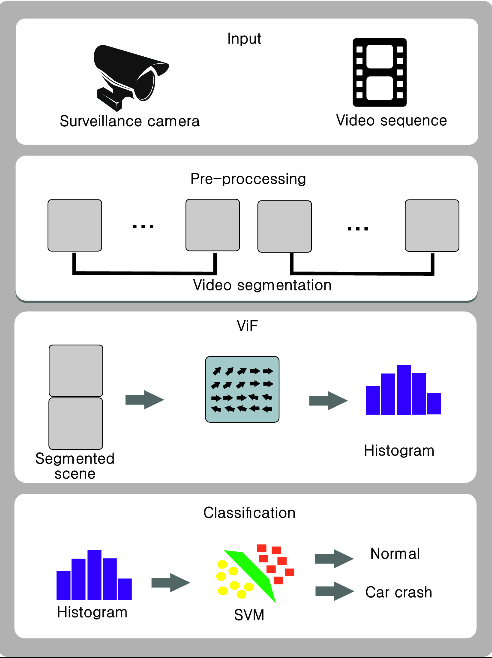 Input
Surveillance camera
Video sequence
Pre-proccessing
...
...
Video segmentation
ViF
Segmented
scene
Histogram
Classification
Histogram
SVM
Normal
Car crash